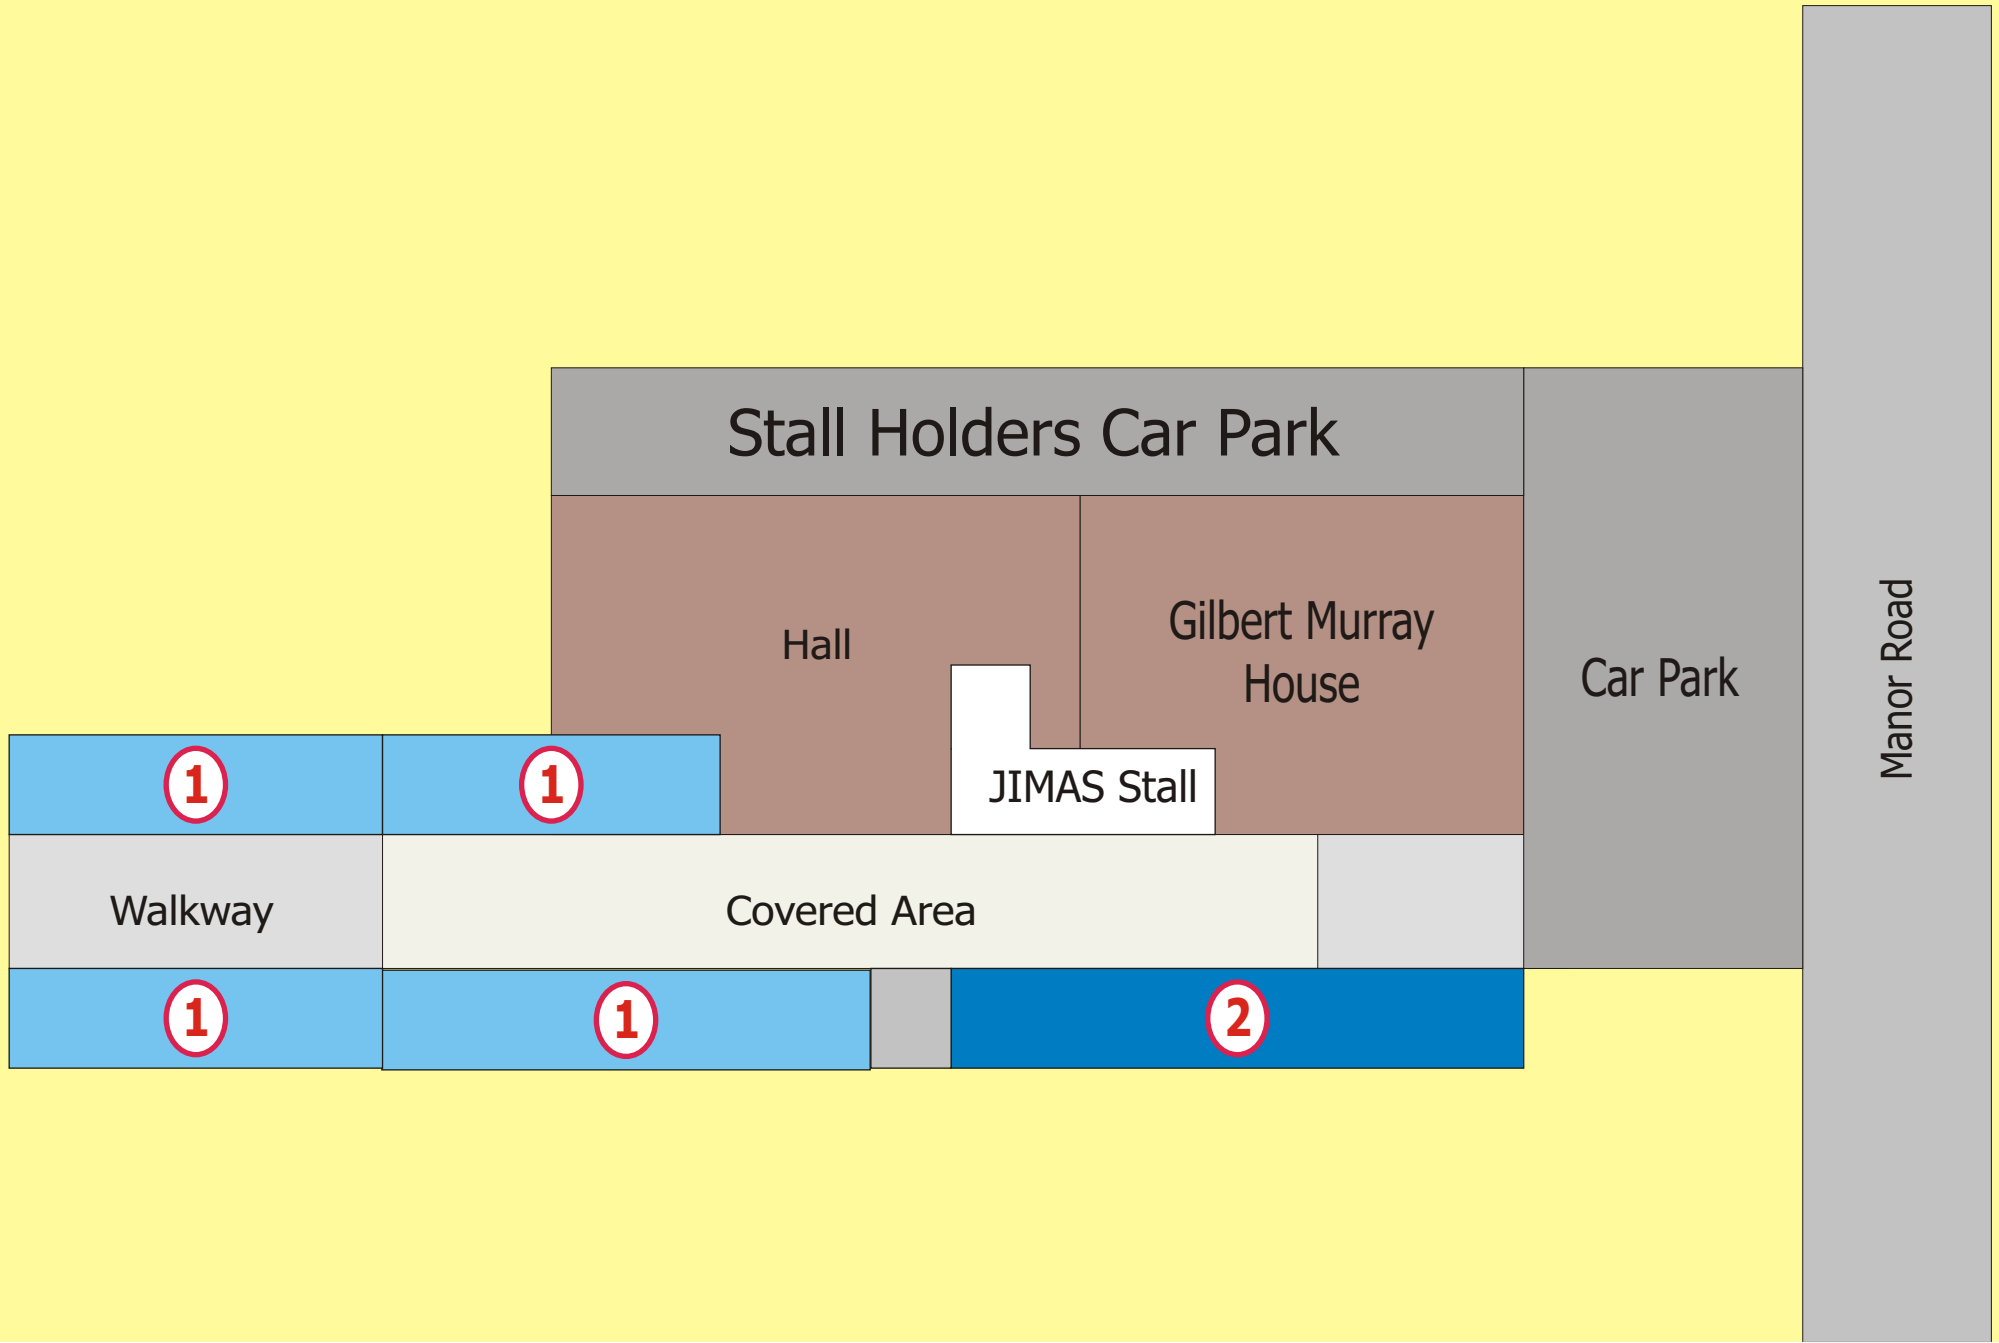 Stall Holders Car Park
Hall
Gilbert Murray
House
Car Park
Manor Road
1
1
JIMAS Stall
Walkway
Covered Area
1
1
2